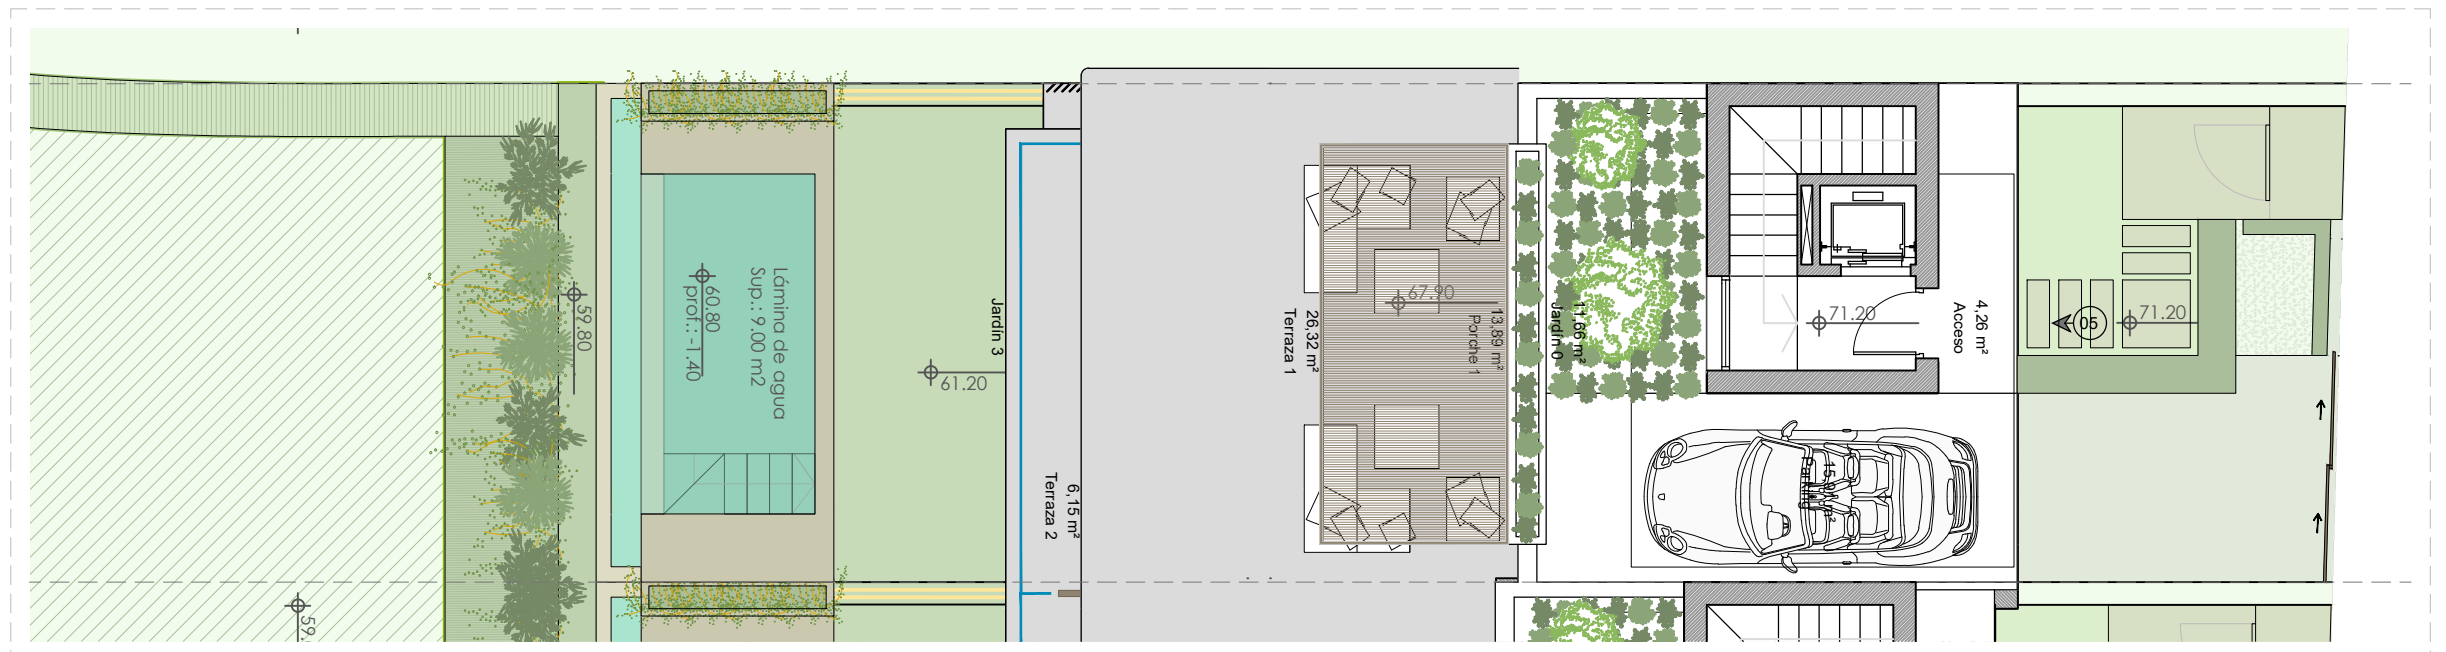 59.80
59.
60.80
prof.: -1.40
Lámina de agua
Sup.: 9.00 m2
61.20
Jardín 3
6,15 m²
Terraza 2
26,32 m²
Terraza 1
67.90
13,89 m²
Porche 1
11,66 m²
Jardín 0
71.20
4,26 m²
Acceso
05
71.20